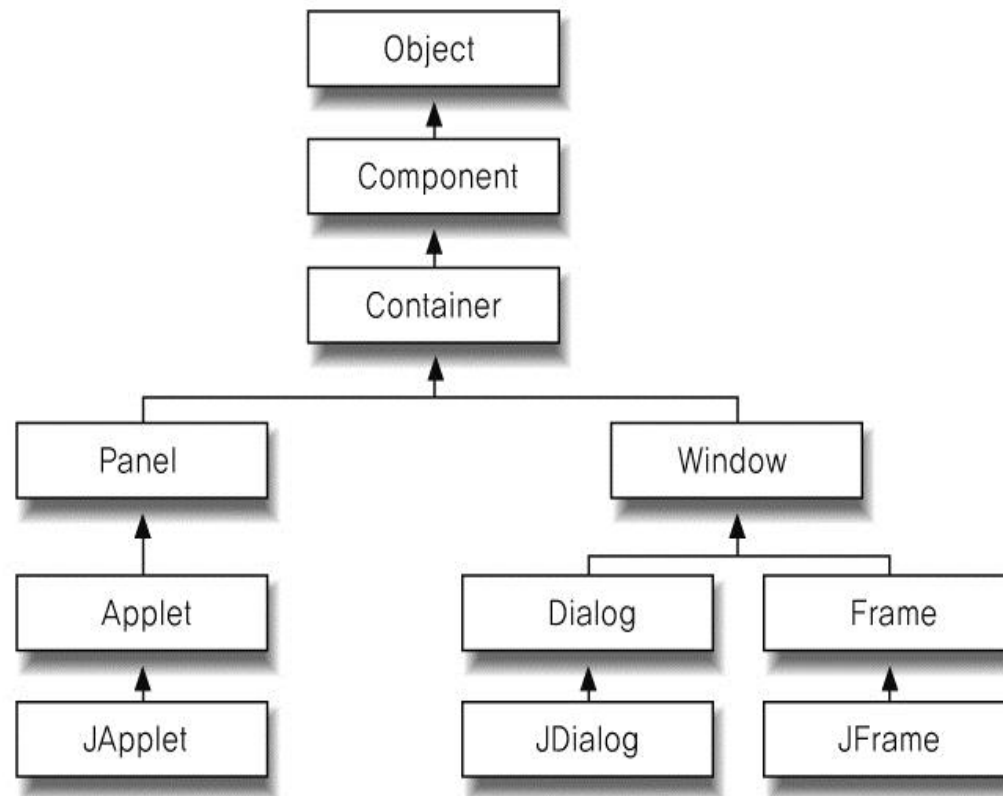 Object
Component
Container
Panel
Window
Applet
Dialog
Frame
JApplet
JDialog
JFrame